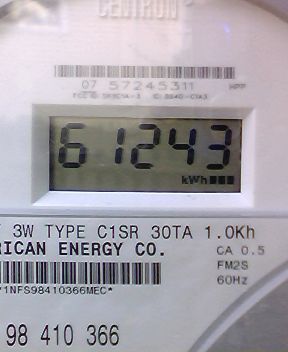 CENTRON
07 57245311
61243
kWh
3W TYPE C1SR 30TA 1.0Kh
RICAN ENERGY CO.
CA 0.5
FM2S
60Hz
1NFS98410366MEC*
98 410 366